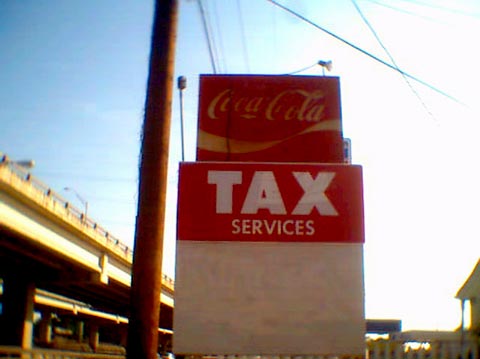 Coca-Cola
TAX
SERVICES